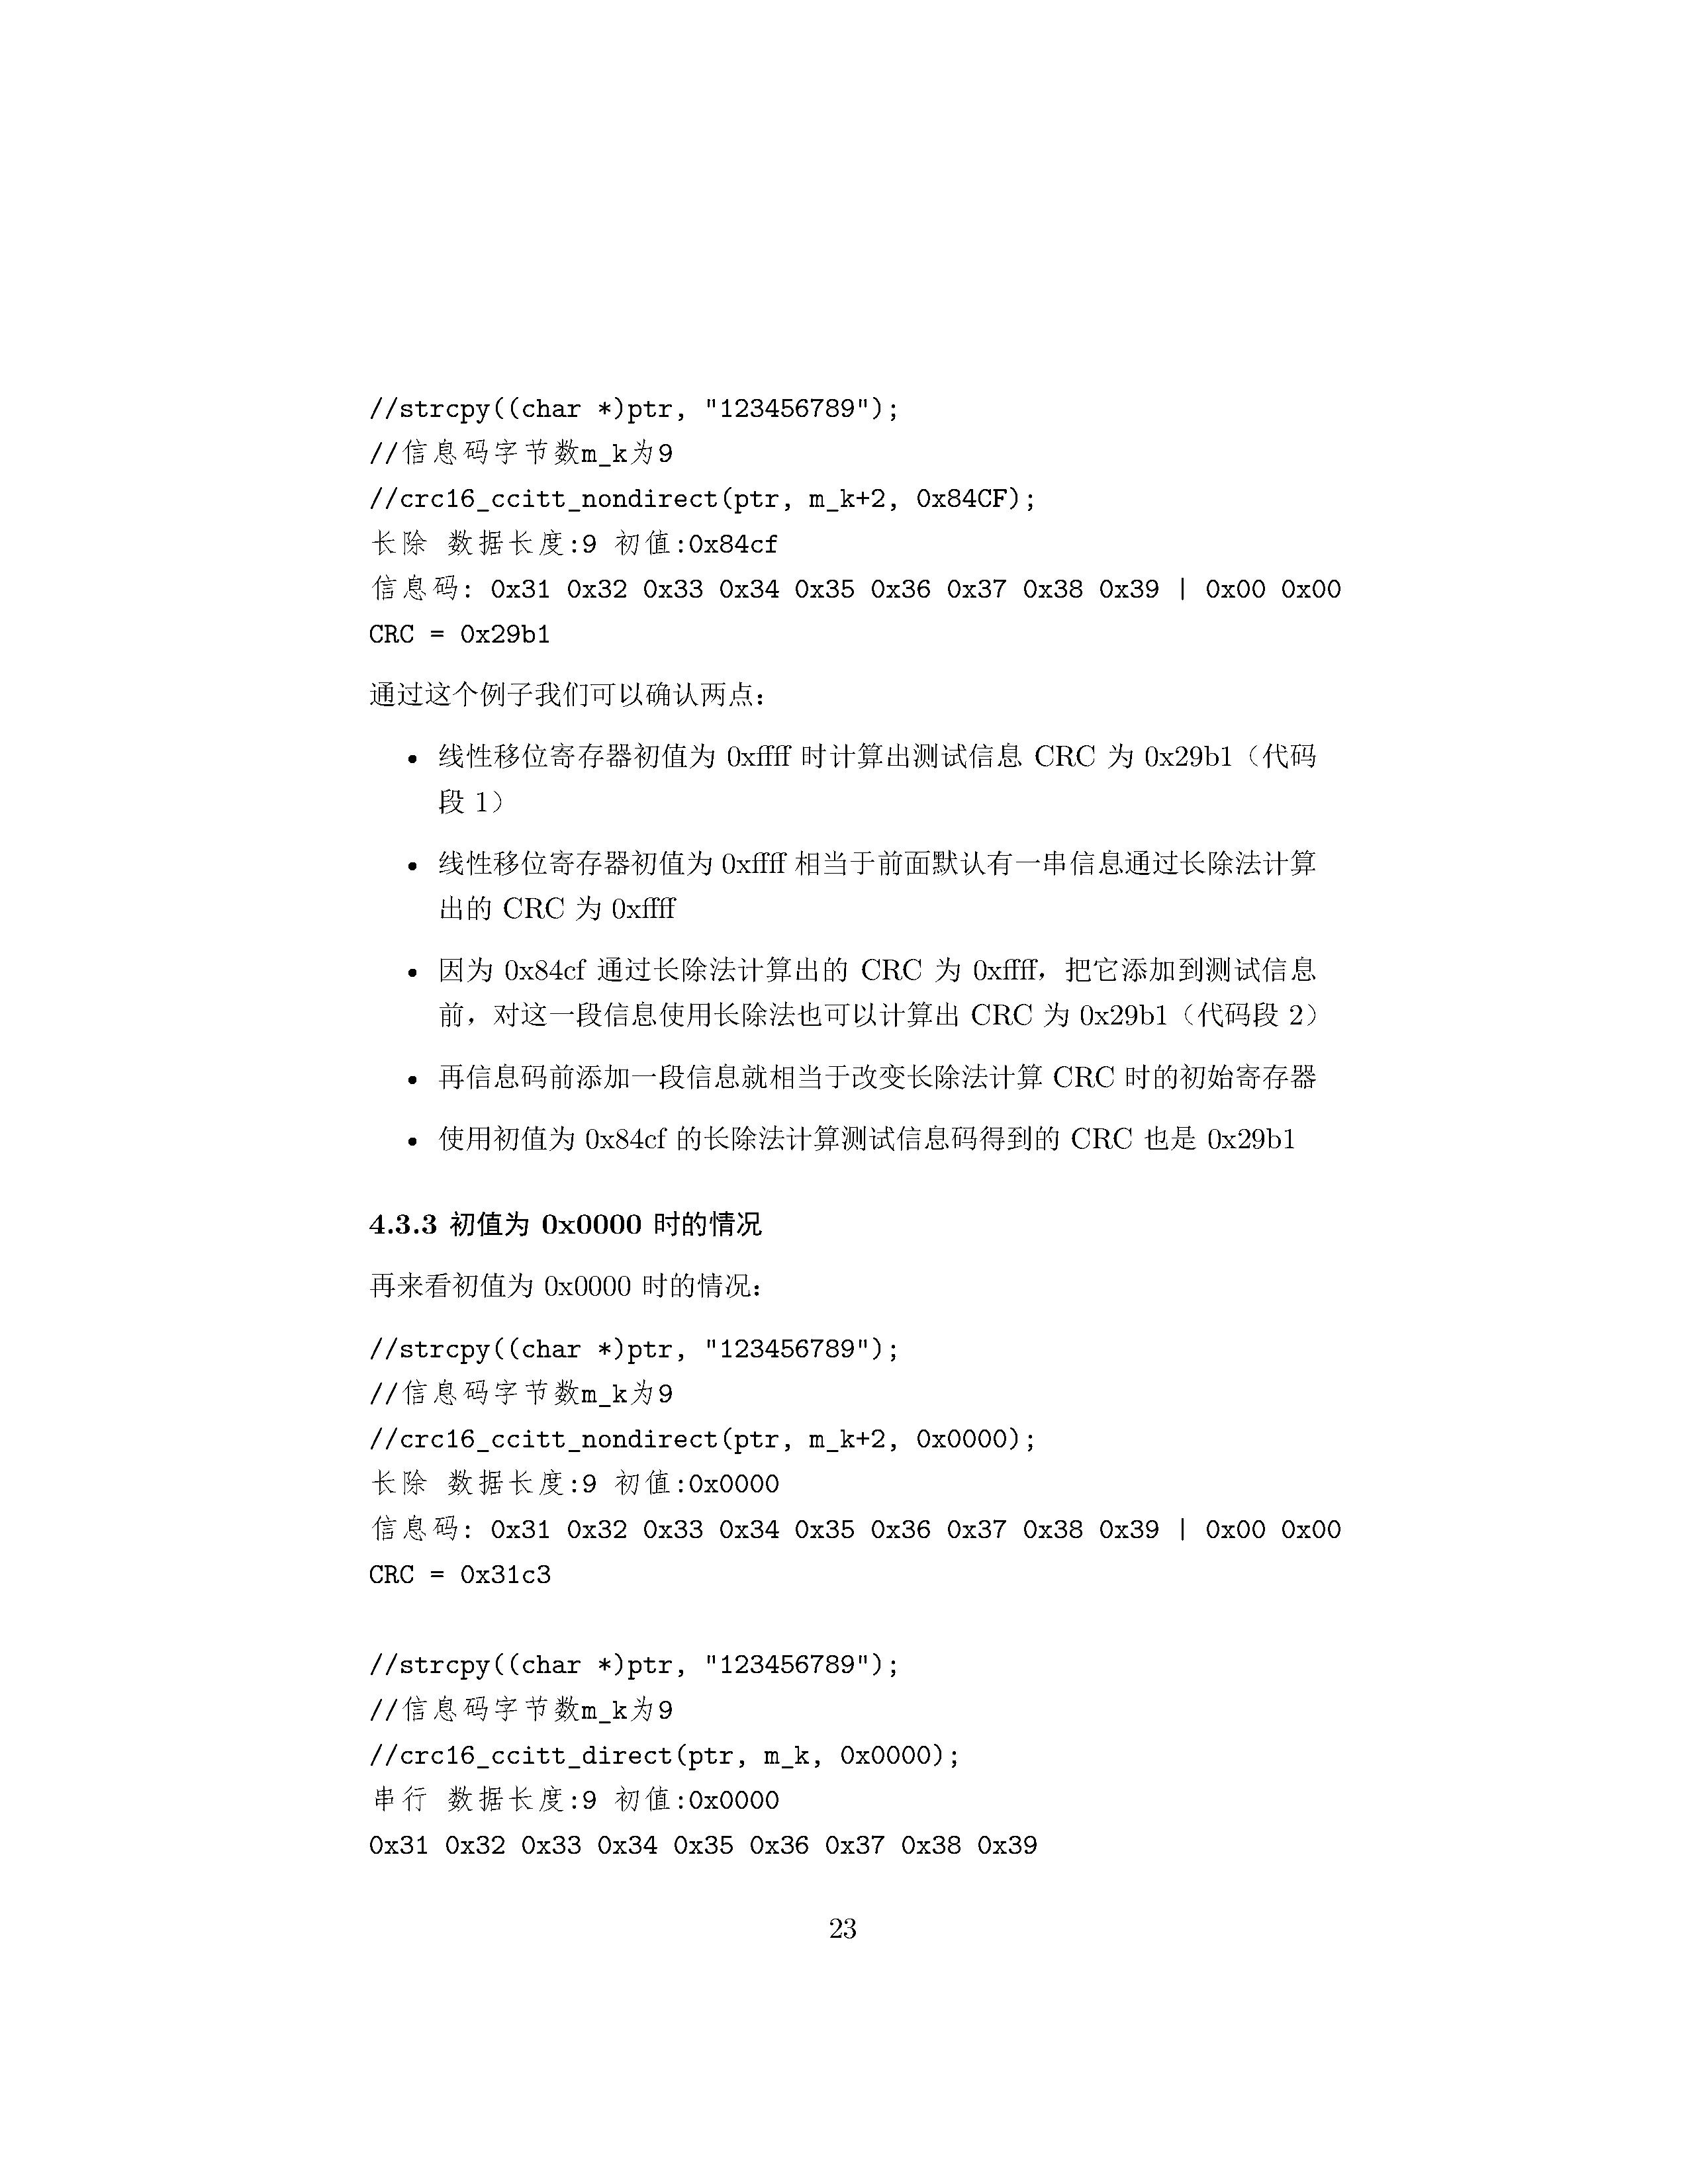 //strcpy((char *)ptr, "123456789");
//信息码字节数m_k为9
//crc16_ccitt_nondirect(ptr, m_k+2, 0x84CF);
长除 数据长度:9 初值:0x84cf
信息码: 0x31 0x32 0x33 0x34 0x35 0x36 0x37 0x38 0x39 | 0x00 0x00
CRC = 0x29b1
通过这个例子我们可以确认两点：
• 线性移位寄存器初值为 0xffff 时计算出测试信息 CRC 为 0x29b1（代码
段 1）
• 线性移位寄存器初值为 0xffff 相当于前面默认有一串信息通过长除法计算
出的 CRC 为 0xffff
• 因为 0x84cf 通过长除法计算出的 CRC 为 0xffff，把它添加到测试信息
前，对这一段信息使用长除法也可以计算出 CRC 为 0x29b1（代码段 2）
• 再信息码前添加一段信息就相当于改变长除法计算 CRC 时的初始寄存器
• 使用初值为 0x84cf 的长除法计算测试信息码得到的 CRC 也是 0x29b1
4.3.3 初值为 0x0000 时的情况
再来看初值为 0x0000 时的情况：
//strcpy((char *)ptr, "123456789");
//信息码字节数m_k为9
//crc16_ccitt_nondirect(ptr, m_k+2, 0x0000);
长除 数据长度:9 初值:0x0000
信息码: 0x31 0x32 0x33 0x34 0x35 0x36 0x37 0x38 0x39 | 0x00 0x00
CRC = 0x31c3
//strcpy((char *)ptr, "123456789");
//信息码字节数m_k为9
//crc16_ccitt_direct(ptr, m_k, 0x0000);
串行 数据长度:9 初值:0x0000
0x31 0x32 0x33 0x34 0x35 0x36 0x37 0x38 0x39
23